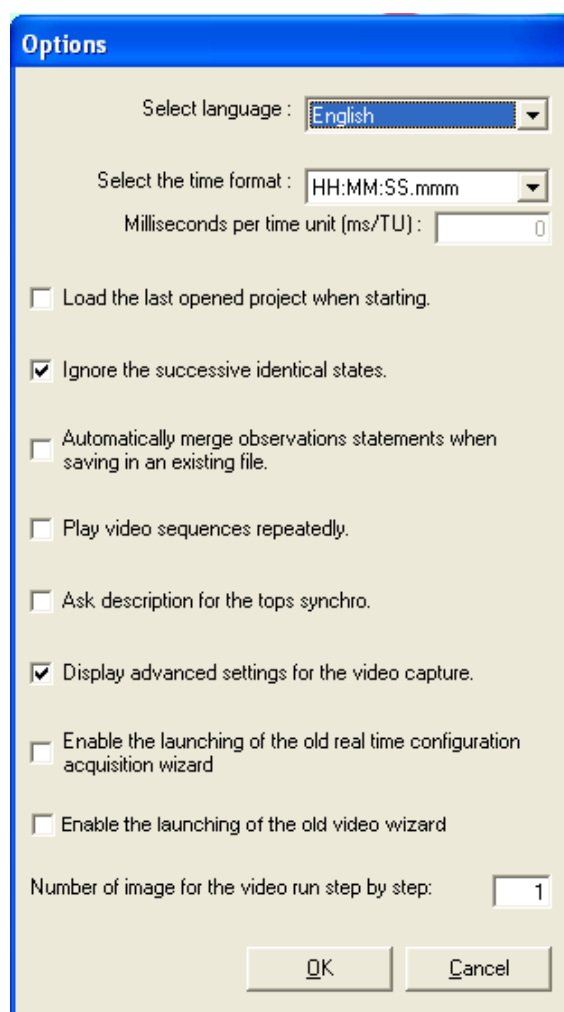 Options
Select language : English
Select the time format : HH:MM:SS.mmm
Milliseconds per time unit (ms/TU) : 0
Load the last opened project when starting.
Ignore the successive identical states.
Automatically merge observations statements when
saving in an existing file.
Play video sequences repeatedly.
Ask description for the tops synchro.
Display advanced settings for the video capture.
Enable the launching of the old real time configuration
acquisition wizard
Enable the launching of the old video wizard
Number of image for the video run step by step: 1
OK Cancel